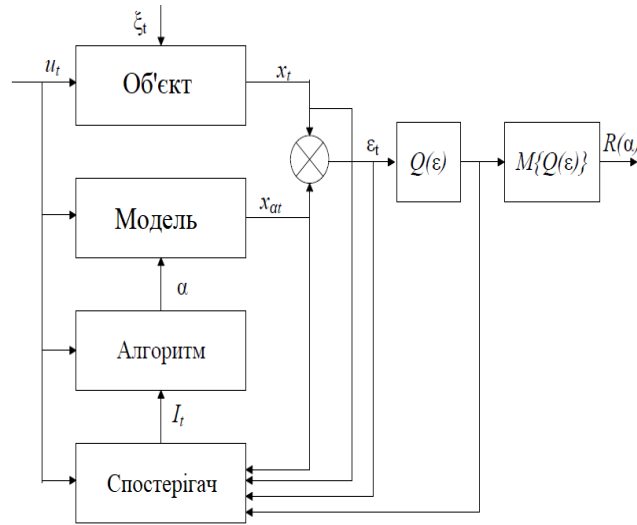 ξt
ut
Об'єкт
xt
εt
Q(ε)
M{Q(ε)}
R(α)
Модель
xαt
α
Алгоритм
It
Спостерігач